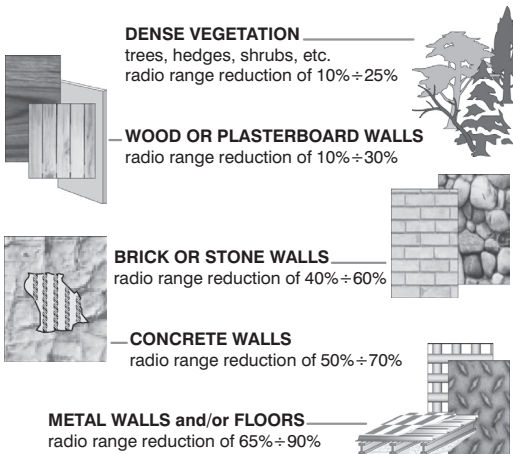 DENSE VEGETATION
trees, hedges, shrubs, etc.
radio range reduction of 10%÷25%
WOOD OR PLASTERBOARD WALLS
radio range reduction of 10%÷30%
BRICK OR STONE WALLS
radio range reduction of 40%÷60%
CONCRETE WALLS
radio range reduction of 50%÷70%
METAL WALLS and/or FLOORS
radio range reduction of 65%÷90%